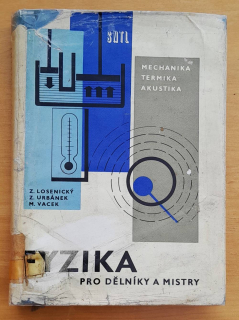 SNTL
MECHANIKA
TERMIKA
AKUSTIKA
Z. LOSENICKÝ
Z. URBÁNEK
M. VACEK
FYZIKA
PRO DĚLNÍKY A MISTRY